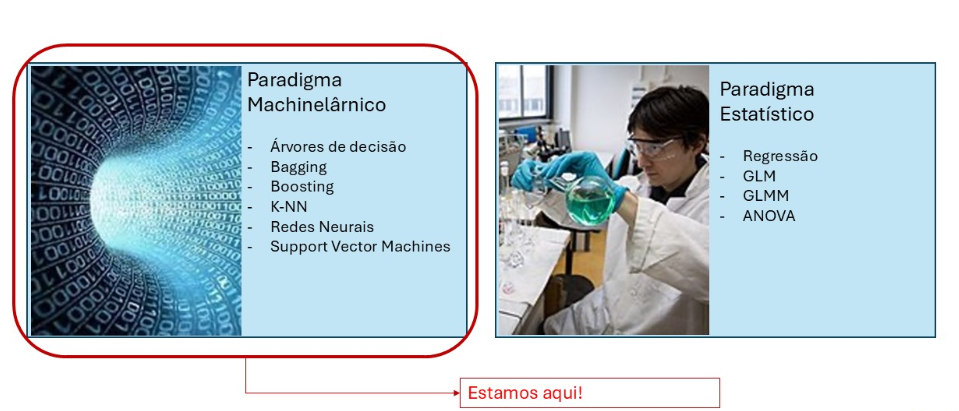 Paradigma
Machinelârnico
- Árvores de decisão
- Bagging
- Boosting
- K-NN
- Redes Neurais
- Support Vector Machines
Paradigma
Estatístico
- Regressão
- GLM
- GLMM
- ANOVA
Estamos aqui!